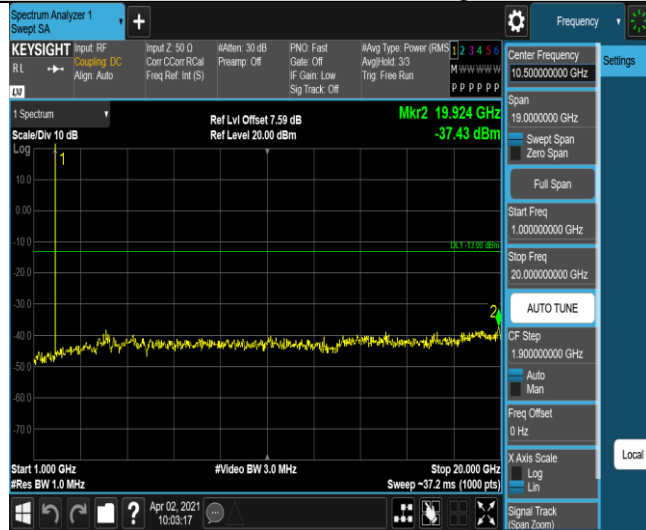 Spectrum Analyzer 1
Swept SA
Frequency
KEYSIGHT
RL
LXI
Input: RF
Coupling: DC
Align: Auto
Input Z: 50 Ω
Corr CCorr RCal
Freq Ref: Int (S)
#Atten: 30 dB
Preamp: Off
PNO: Fast
Gate: Off
IF Gain: Low
Sig Track: Off
#Avg Type: Power (RMS
Avg|Hold: 3/3
Trig: Free Run
1 2 3 4 5 6
M W W W W W
P P P P P P
1 Spectrum
Scale/Div 10 dB
Log
Ref Lvl Offset 7.59 dB
Ref Level 20.00 dBm
Mkr2 19.924 GHz
-37.43 dBm
1
10.0
0.00
-10.0
DL1 -13.00 dBm
-20.0
-30.0
2
-40.0
-50.0
-60.0
-70.0
Start 1.000 GHz
#Video BW 3.0 MHz
Stop 20.000 GHz
#Res BW 1.0 MHz
Sweep ~37.2 ms (1000 pts)
Apr 02, 2021
10:03:17
?
Center Frequency
10.500000000 GHz
Settings
Span
19.0000000 GHz
Swept Span
Zero Span
Full Span
Start Freq
1.000000000 GHz
Stop Freq
20.000000000 GHz
AUTO TUNE
CF Step
1.900000000 GHz
Auto
Man
Freq Offset
0 Hz
X Axis Scale
Log
Lin
Local
Signal Track
(Span Zoom)